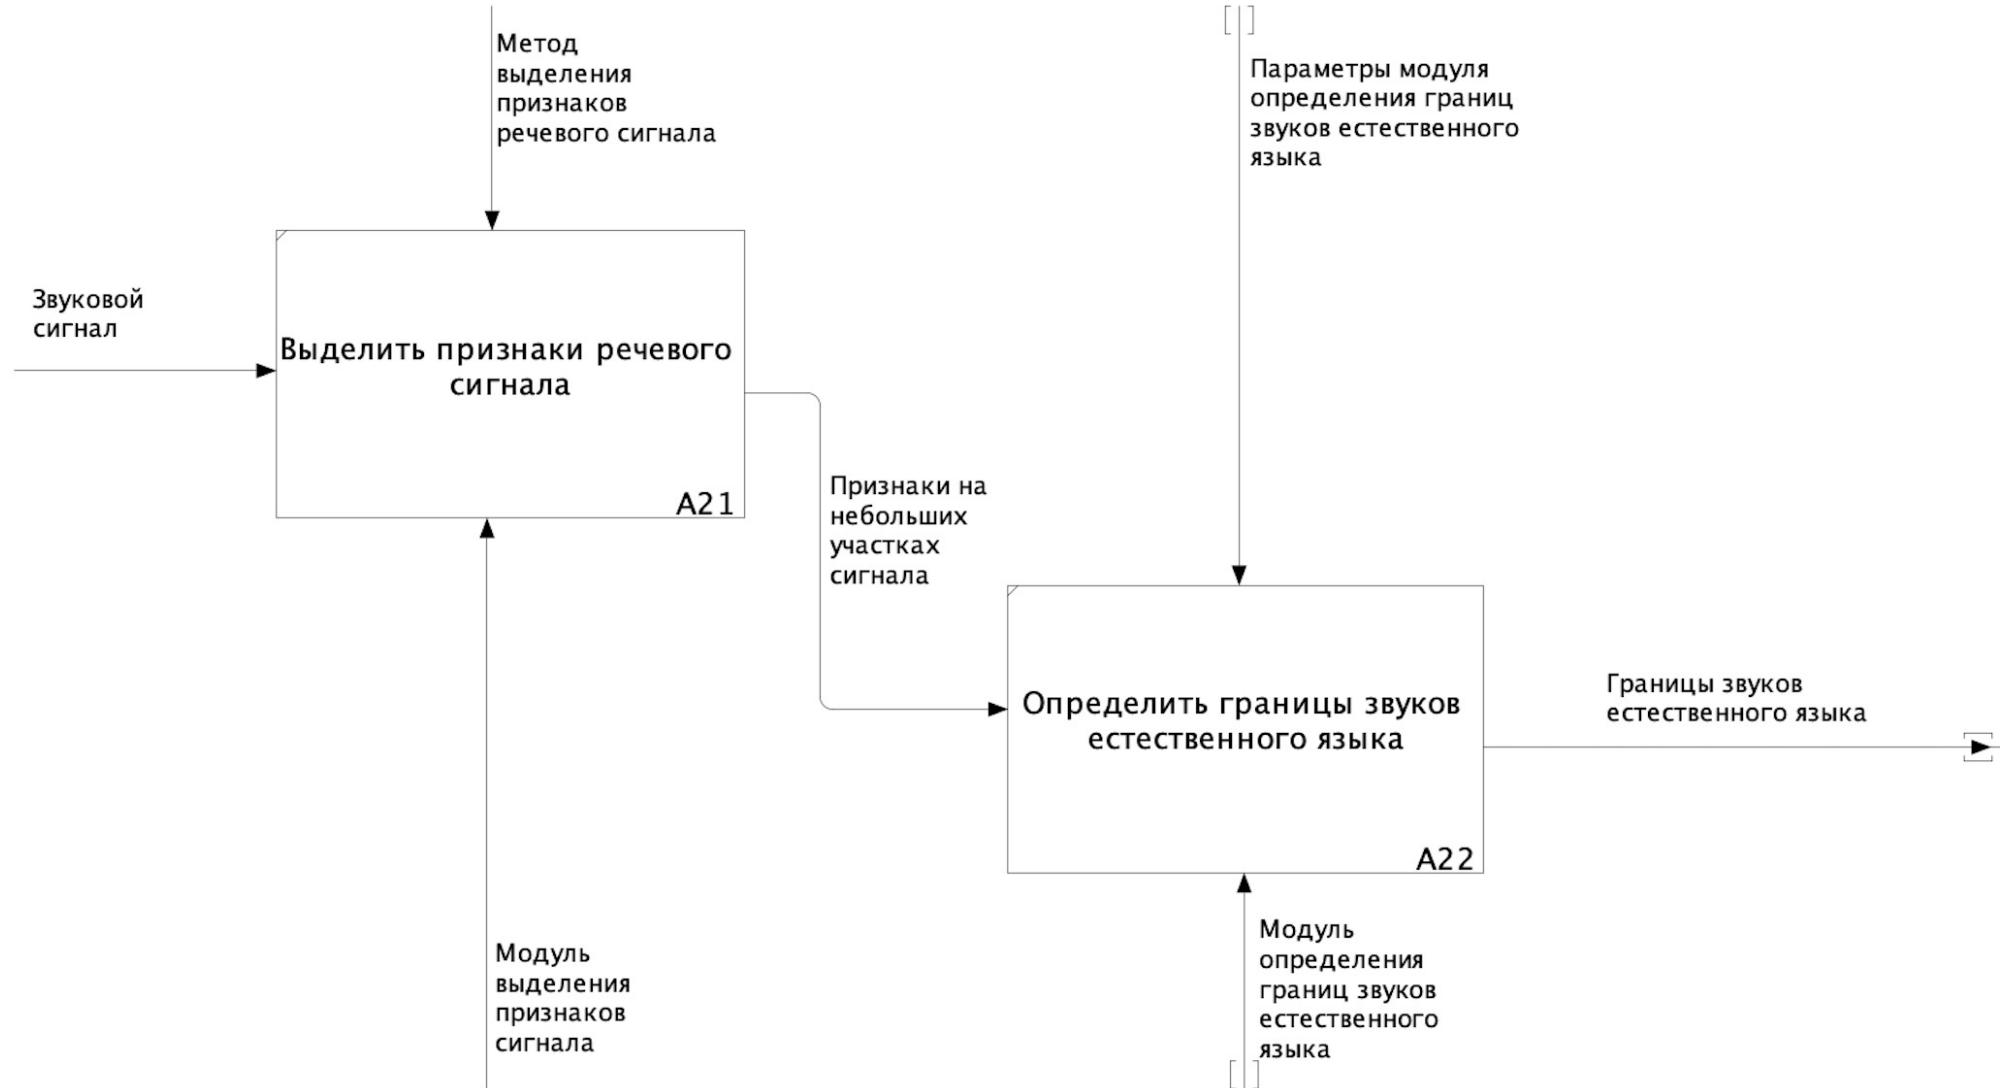 Метод
выделения
признаков
речевого сигнала
Параметры модуля
определения границ
звуков естественного
языка
Звуковой
сигнал
Выделить признаки речевого
сигнала
A21
Признаки на
небольших
участках
сигнала
Определить границы звуков
естественного языка
A22
Границы звуков
естественного языка
Модуль
выделения
признаков
сигнала
Модуль
определения
границ звуков
естественного
языка